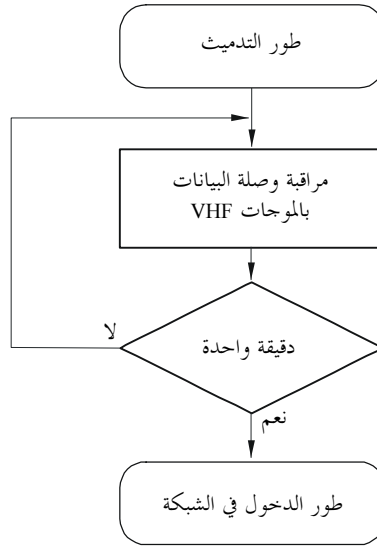 طور التدميث
مراقبة وصلة البيانات
بالموجات VHF
دقيقة واحدة
لا
نعم
طور الدخول في الشبكة